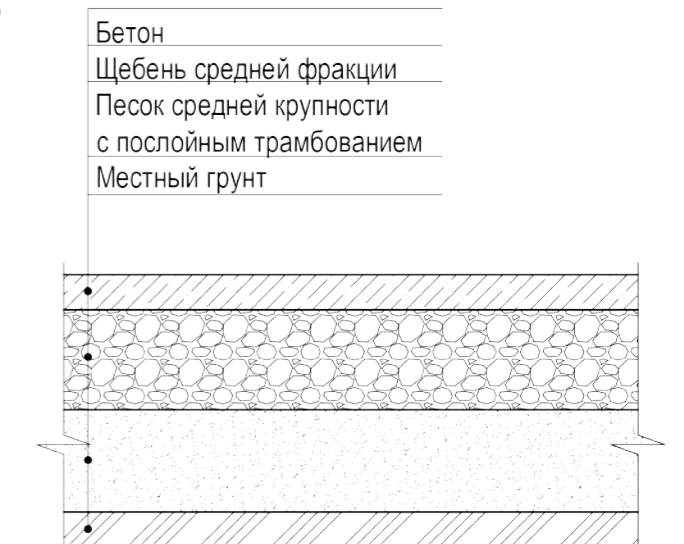 Бетон
Щебень средней фракции
Песок средней крупности
с послойным трамбованием
Местный грунт